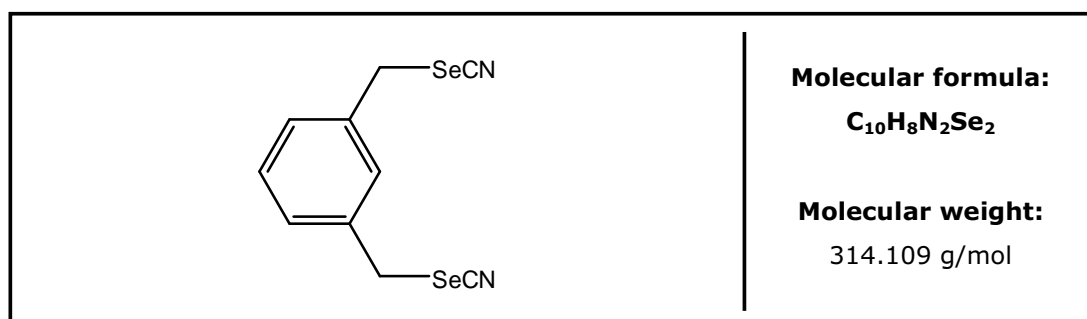 SeCN
Molecular formula:
C₁₀H₈N₂Se₂
Molecular weight:
314.109 g/mol
SeCN